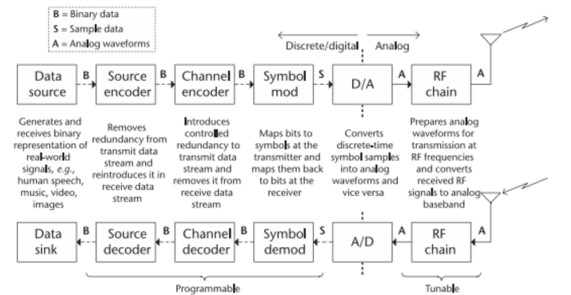 B = Binary data
S = Sample data
A = Analog waveforms
Discrete/digital
Analog
Data
source
B
Source
encoder
B
Channel
encoder
B
Symbol
mod
S
D/A
A
RF
chain
A
Generates and
receives binary
representation of
real-world
signals, e.g.,
human speech,
music, video,
images
Removes
redundancy from
transmit data
stream and
reintroduces it in
receive data
stream
Introduces
controlled
redundancy to
transmit data
stream and
removes it from
receive data
stream
Maps bits to
symbols at the
transmitter and
maps them back
to bits at the
receiver
Converts
discrete-time
symbol samples
into analog
waveforms and
vice versa
Prepares analog
waveforms for
transmission at
RF frequencies
and converts
received RF
signals to analog
baseband
Data
sink
B
Source
decoder
B
Channel
decoder
B
Symbol
demod
S
A/D
A
RF
chain
A
Programmable
Tunable